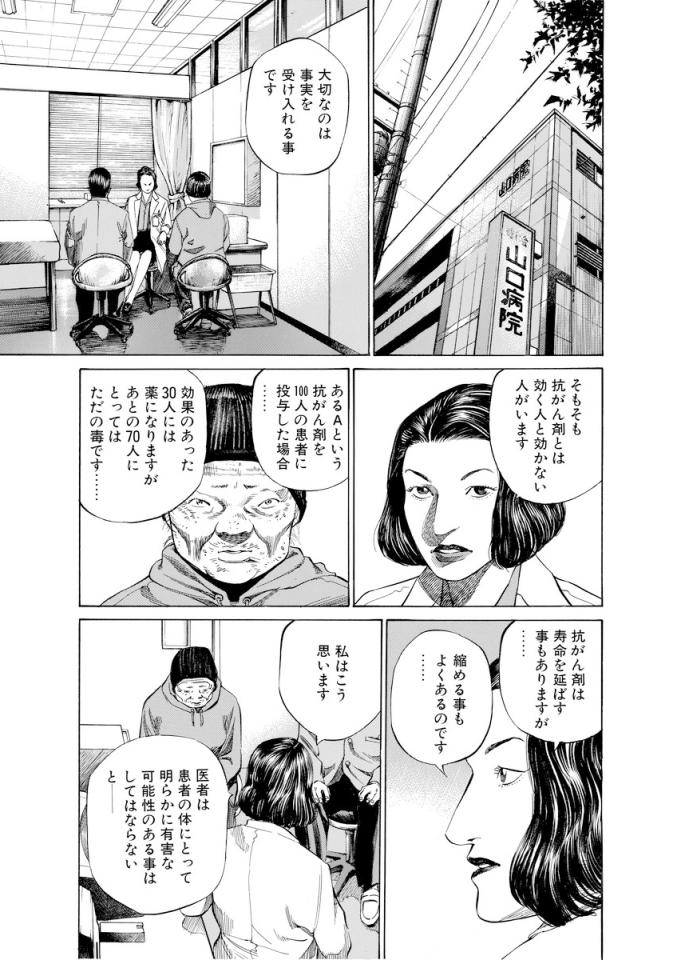 山口病院
山口病院
大切なのは
事実を
受け入れる事
です
そもそも
抗がん剤とは
効く人と効かない
人がいます
あるAという
抗がん剤を
100人の患者に
投与した場合
……
効果のあった
30人には
薬になりますが
あとの70人に
とっては
ただの毒です……
抗がん剤は
寿命を延ばす
事もありますが
……
縮める事も
よくあるのです
……
私はこう
思います
医者は
患者の体にとって
明らかに有害な
可能性のある事は
してはならない
と──